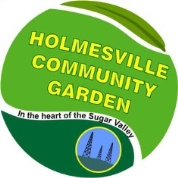 HOLMESVILLE
COMMUNITY
GARDEN
In the heart of the Sugar Valley